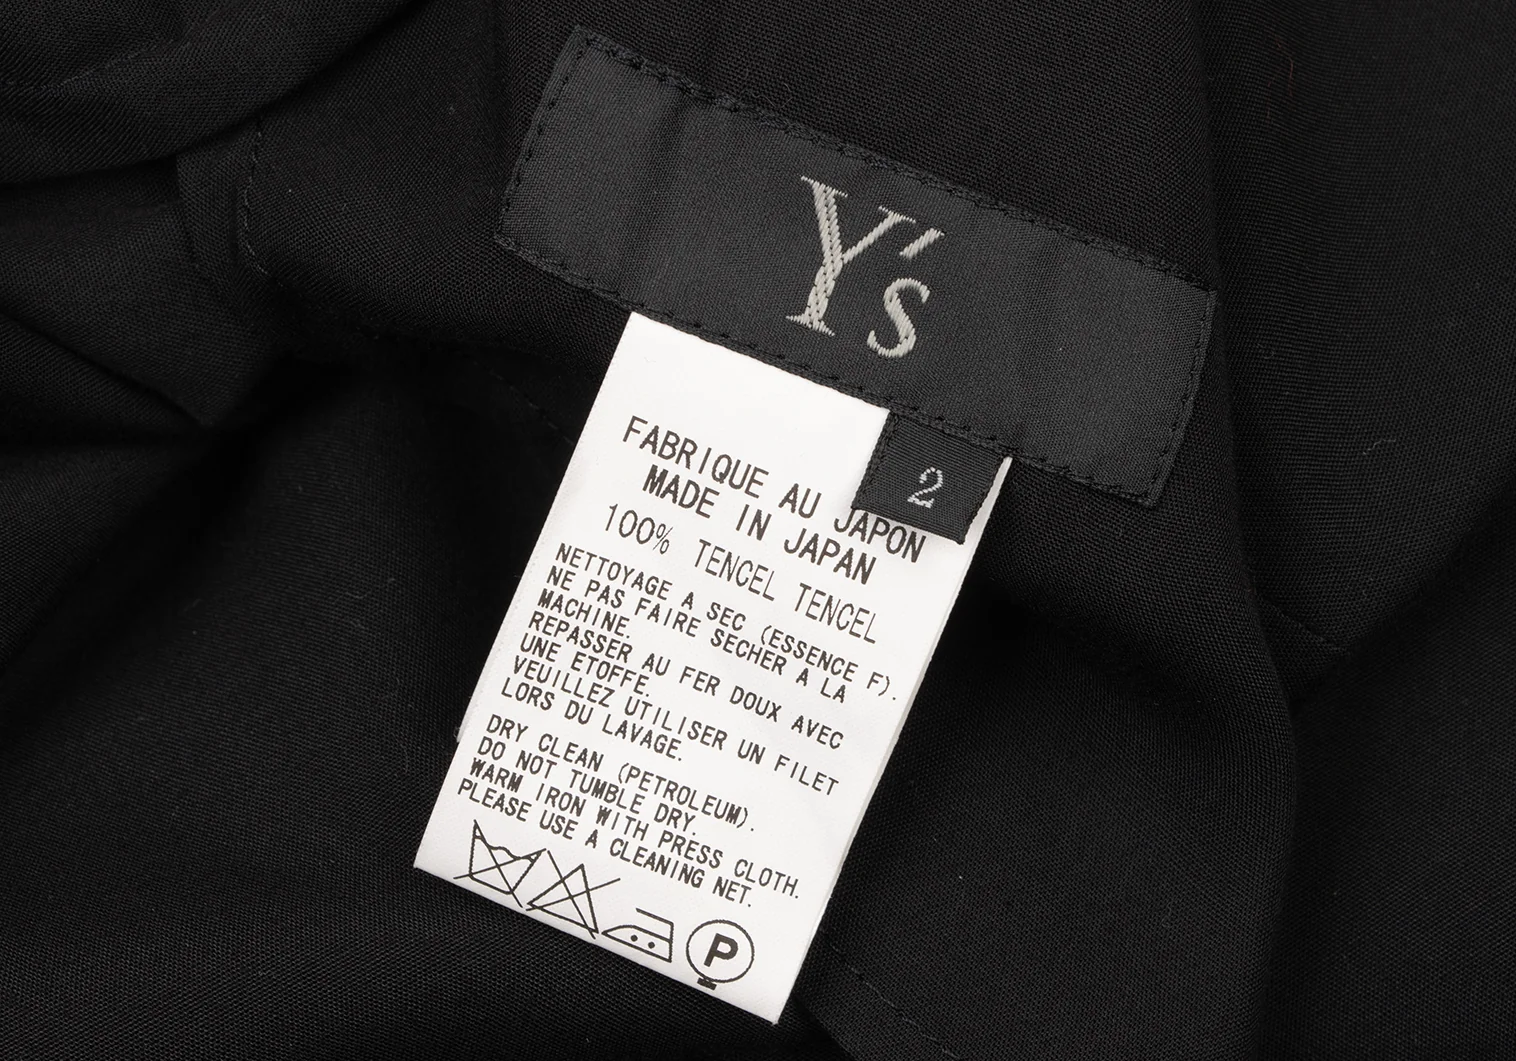 Y's
2
FABRIQUE AU JAPON
MADE IN JAPAN
100% TENCEL TENCEL
NETTOYAGE A SEC (ESSENCE F).
NE PAS FAIRE SECHER A LA
MACHINE.
REPASSER AU FER DOUX AVEC
UNE ETOFFE.
VEUILLEZ UTILISER UN FILET
LORS DU LAVAGE.
DRY CLEAN (PETROLEUM).
DO NOT TUMBLE DRY.
WARM IRON WITH PRESS CLOTH.
PLEASE USE A CLEANING NET.
P